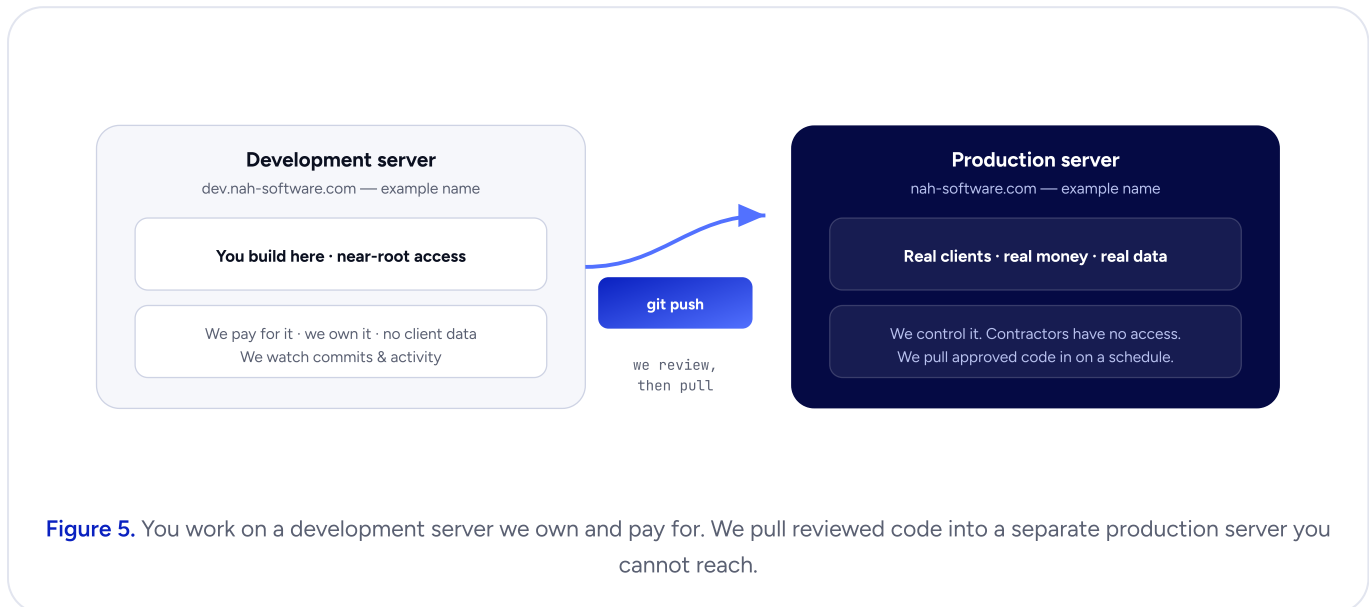 Development server
dev.nah-software.com — example name
You build here · near-root access
We pay for it · we own it · no client data
We watch commits & activity
git push
we review,
then pull
Production server
nah-software.com — example name
Real clients · real money · real data
We control it. Contractors have no access.
We pull approved code in on a schedule.
Figure 5. You work on a development server we own and pay for. We pull reviewed code into a separate production server you
cannot reach.